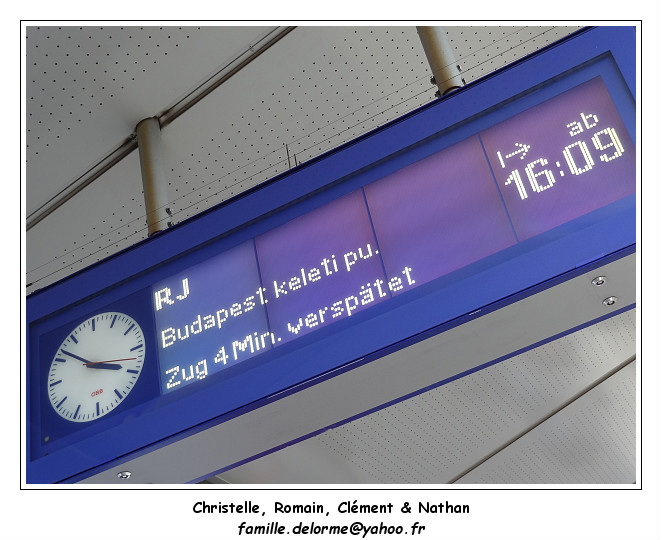 ab
16:09
RJ
Budapest keleti pu.
Zug 4 Min. verspätet
ÖBB
Christelle, Romain, Clément & Nathan
famille.delorme@yahoo.fr